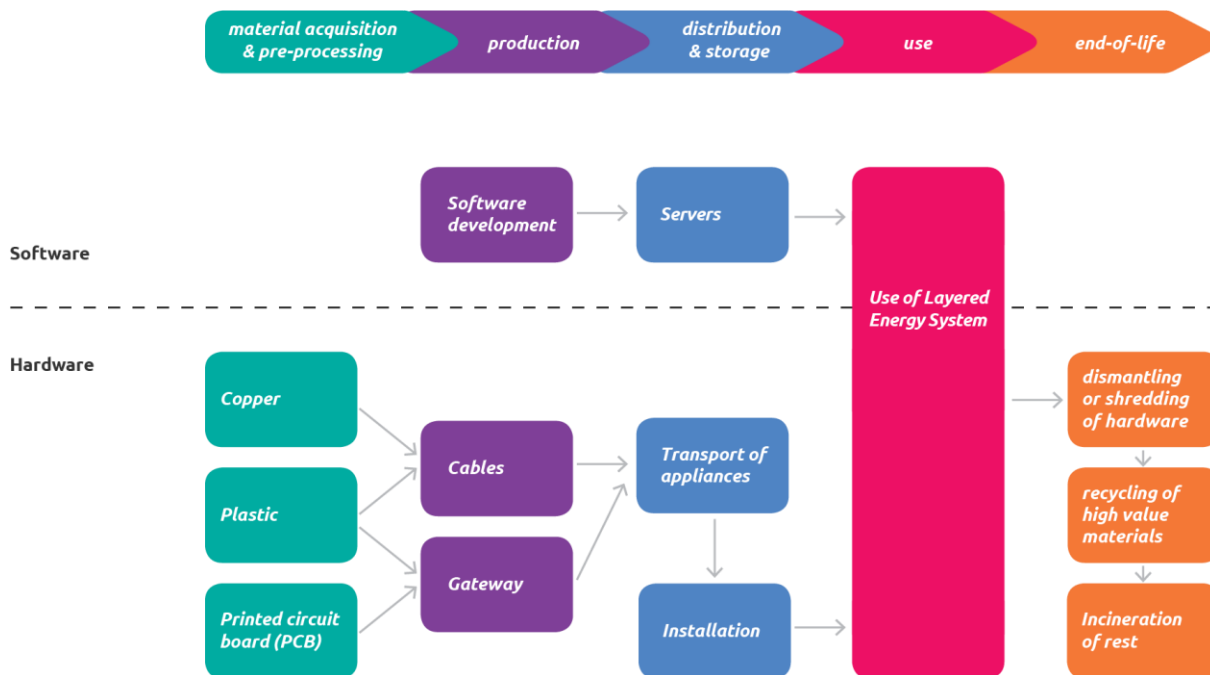 material acquisition
& pre-processing
production
distribution
& storage
use
end-of-life
Software
development
Servers
Software
Use of Layered
Energy System
Hardware
Copper
Plastic
Printed circuit
board (PCB)
Cables
Gateway
Transport of
appliances
Installation
dismantling
or shredding
of hardware
recycling of
high value
materials
Incineration
of rest